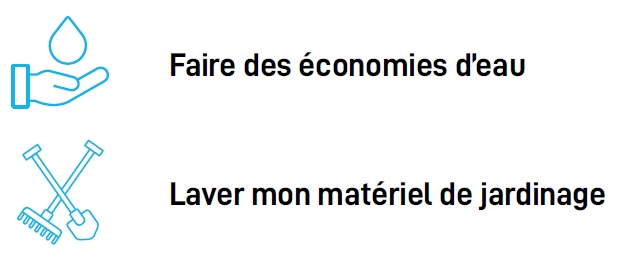 Faire des économies d'eau
Laver mon matériel de jardinage